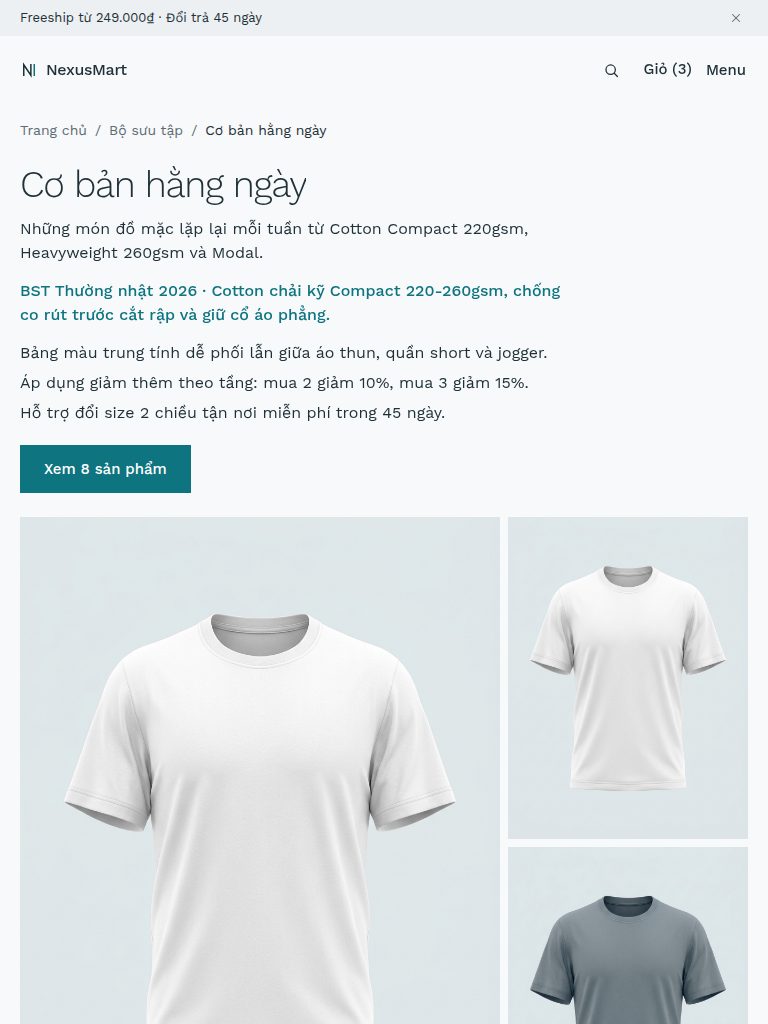 Freeship từ 249.000₫ · Đổi trả 45 ngày
NexusMart
Giỏ (3)
Menu
Trang chủ / Bộ sưu tập / Cơ bản hằng ngày
Cơ bản hằng ngày
Những món đồ mặc lặp lại mỗi tuần từ Cotton Compact 220gsm,
Heavyweight 260gsm và Modal.
BST Thường nhật 2026 · Cotton chải kỹ Compact 220-260gsm, chống
co rút trước cắt rập và giữ cổ áo phẳng.
Bảng màu trung tính dễ phối lẫn giữa áo thun, quần short và jogger.
Áp dụng giảm thêm theo tầng: mua 2 giảm 10%, mua 3 giảm 15%.
Hỗ trợ đổi size 2 chiều tận nơi miễn phí trong 45 ngày.
Xem 8 sản phẩm